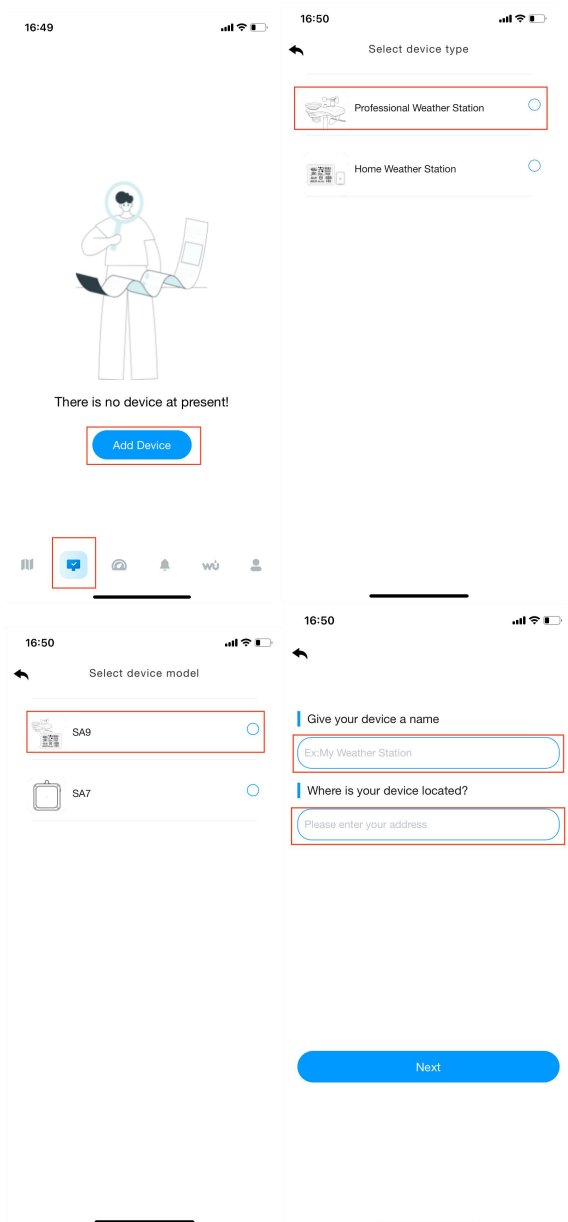 16:49
There is no device at present!
Add Device
wu
16:50
Select device type
Professional Weather Station
Home Weather Station
16:50
Select device model
SA9
SA7
16:50
Give your device a name
Ex:My Weather Station
Where is your device located?
Please enter your address
Next